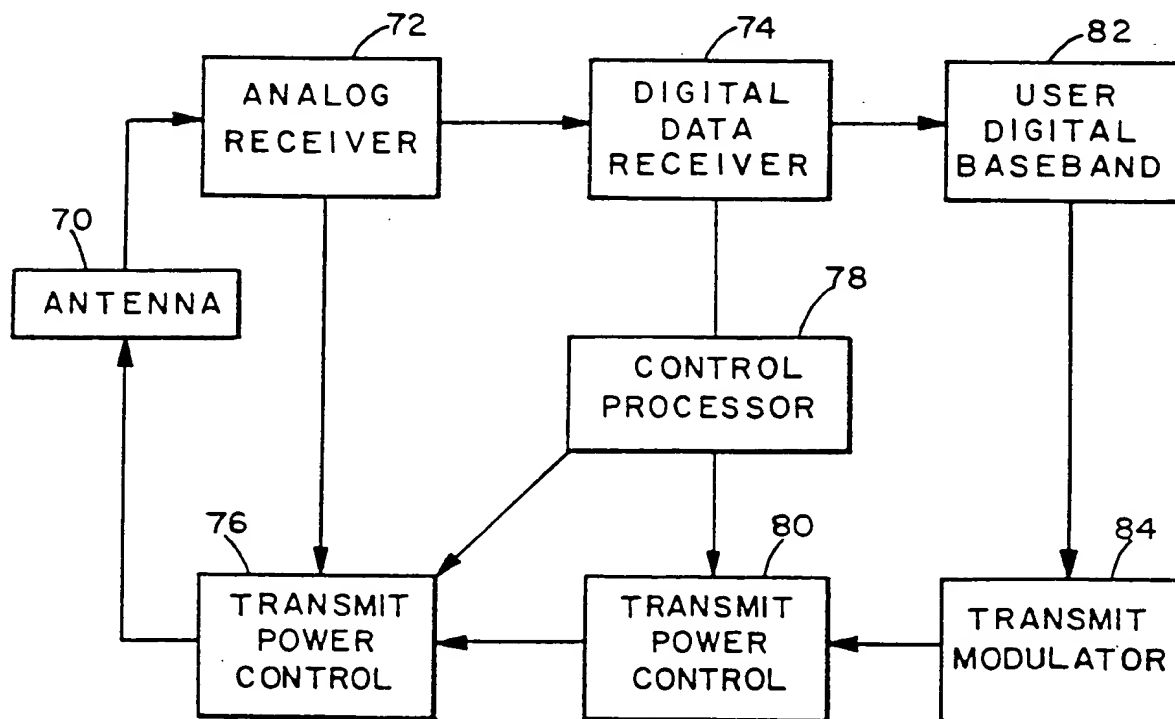 72
ANALOG
RECEIVER
74
DIGITAL
DATA
RECEIVER
82
USER
DIGITAL
BASEBAND
70
ANTENNA
78
CONTROL
PROCESSOR
76
TRANSMIT
POWER
CONTROL
80
TRANSMIT
POWER
CONTROL
84
TRANSMIT
MODULATOR